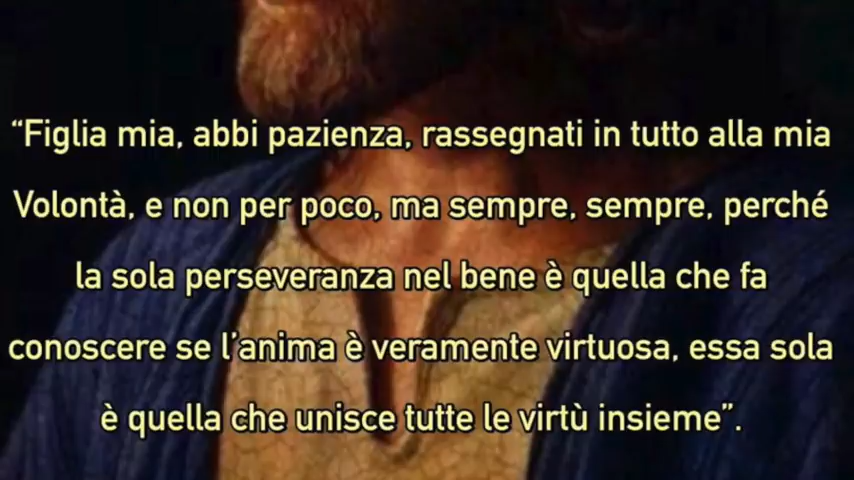 “Figlia mia, abbi pazienza, rassegnati in tutto alla mia
Volontà, e non per poco, ma sempre, sempre, perché
la sola perseveranza nel bene è quella che fa
conoscere se l’anima è veramente virtuosa, essa sola
è quella che unisce tutte le virtù insieme”.